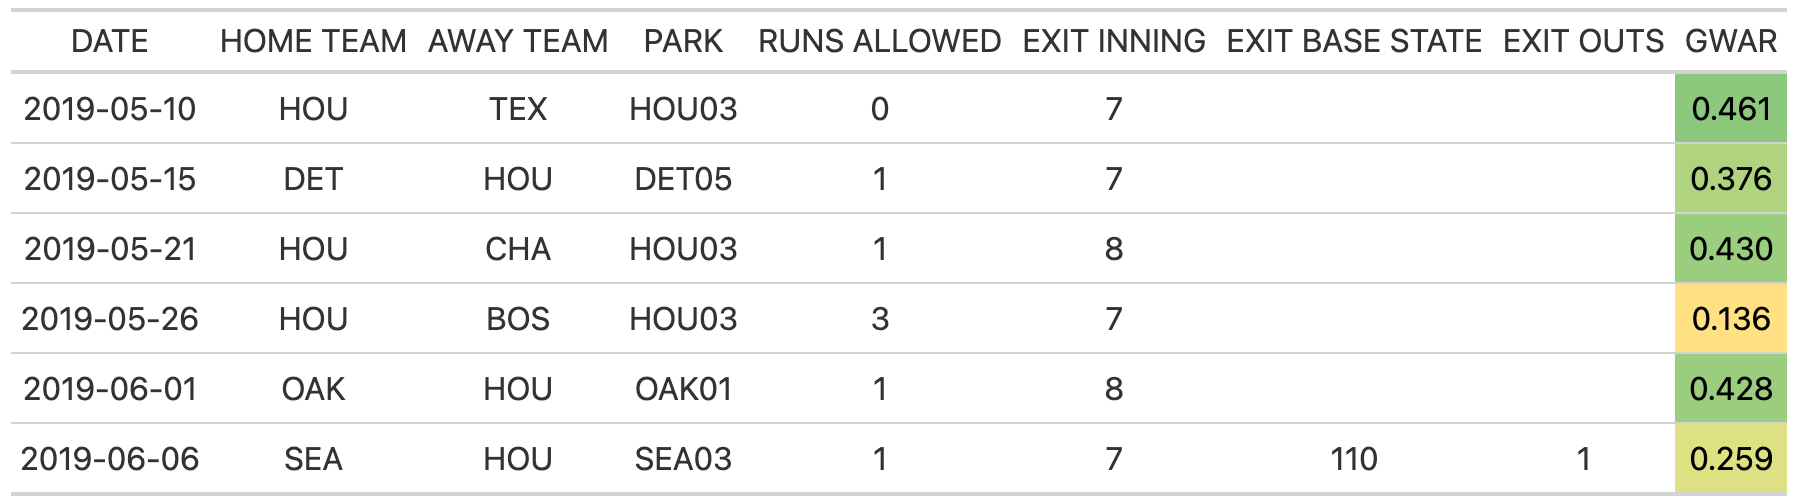 DATE HOME TEAM AWAY TEAM PARK RUNS ALLOWED EXIT INNING EXIT BASE STATE EXIT OUTS GWAR
2019-05-10 HOU TEX HOU03 0 7 0.461
2019-05-15 DET HOU DET05 1 7 0.376
2019-05-21 HOU CHA HOU03 1 8 0.430
2019-05-26 HOU BOS HOU03 3 7 0.136
2019-06-01 OAK HOU OAK01 1 8 0.428
2019-06-06 SEA HOU SEA03 1 7 110 1 0.259